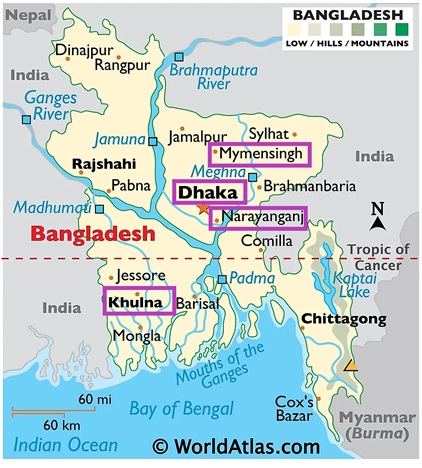 Nepal
BANGLADESH
LOW / HILLS / MOUNTAINS
Dinajpur
Rangpur
India
Brahmaputra
River
Ganges
River
Jamuna
Jamalpur
Sylhat
Mymensingh
India
Rajshahi
Meghna
Pabna
Dhaka
Brahmanbaria
Madhumati
Narayanganj
N
Bangladesh
Comilla
Tropic of
Cancer
Jessore
Padma
Kaptai
Lake
India
Khulna
Barisal
Chittagong
Mongla
Mouths of the
Ganges
60 mi
60 km
Bay of Bengal
Cox's
Bazar
Myanmar
(Burma)
Indian Ocean
© WorldAtlas.com